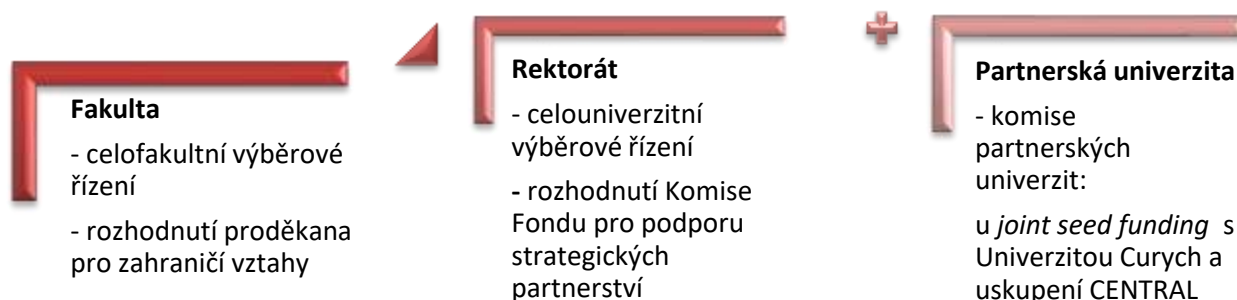 Fakulta
- celofakultní výběrové
řízení
- rozhodnutí proděkana
pro zahraničí vztahy
Rektorát
- celouniverzitní
výběrové řízení
- rozhodnutí Komise
Fondu pro podporu
strategických
partnerství
Partnerská univerzita
- komise
partnerských
univerzit:
u joint seed funding s
Univerzitou Curych a
uskupení CENTRAL